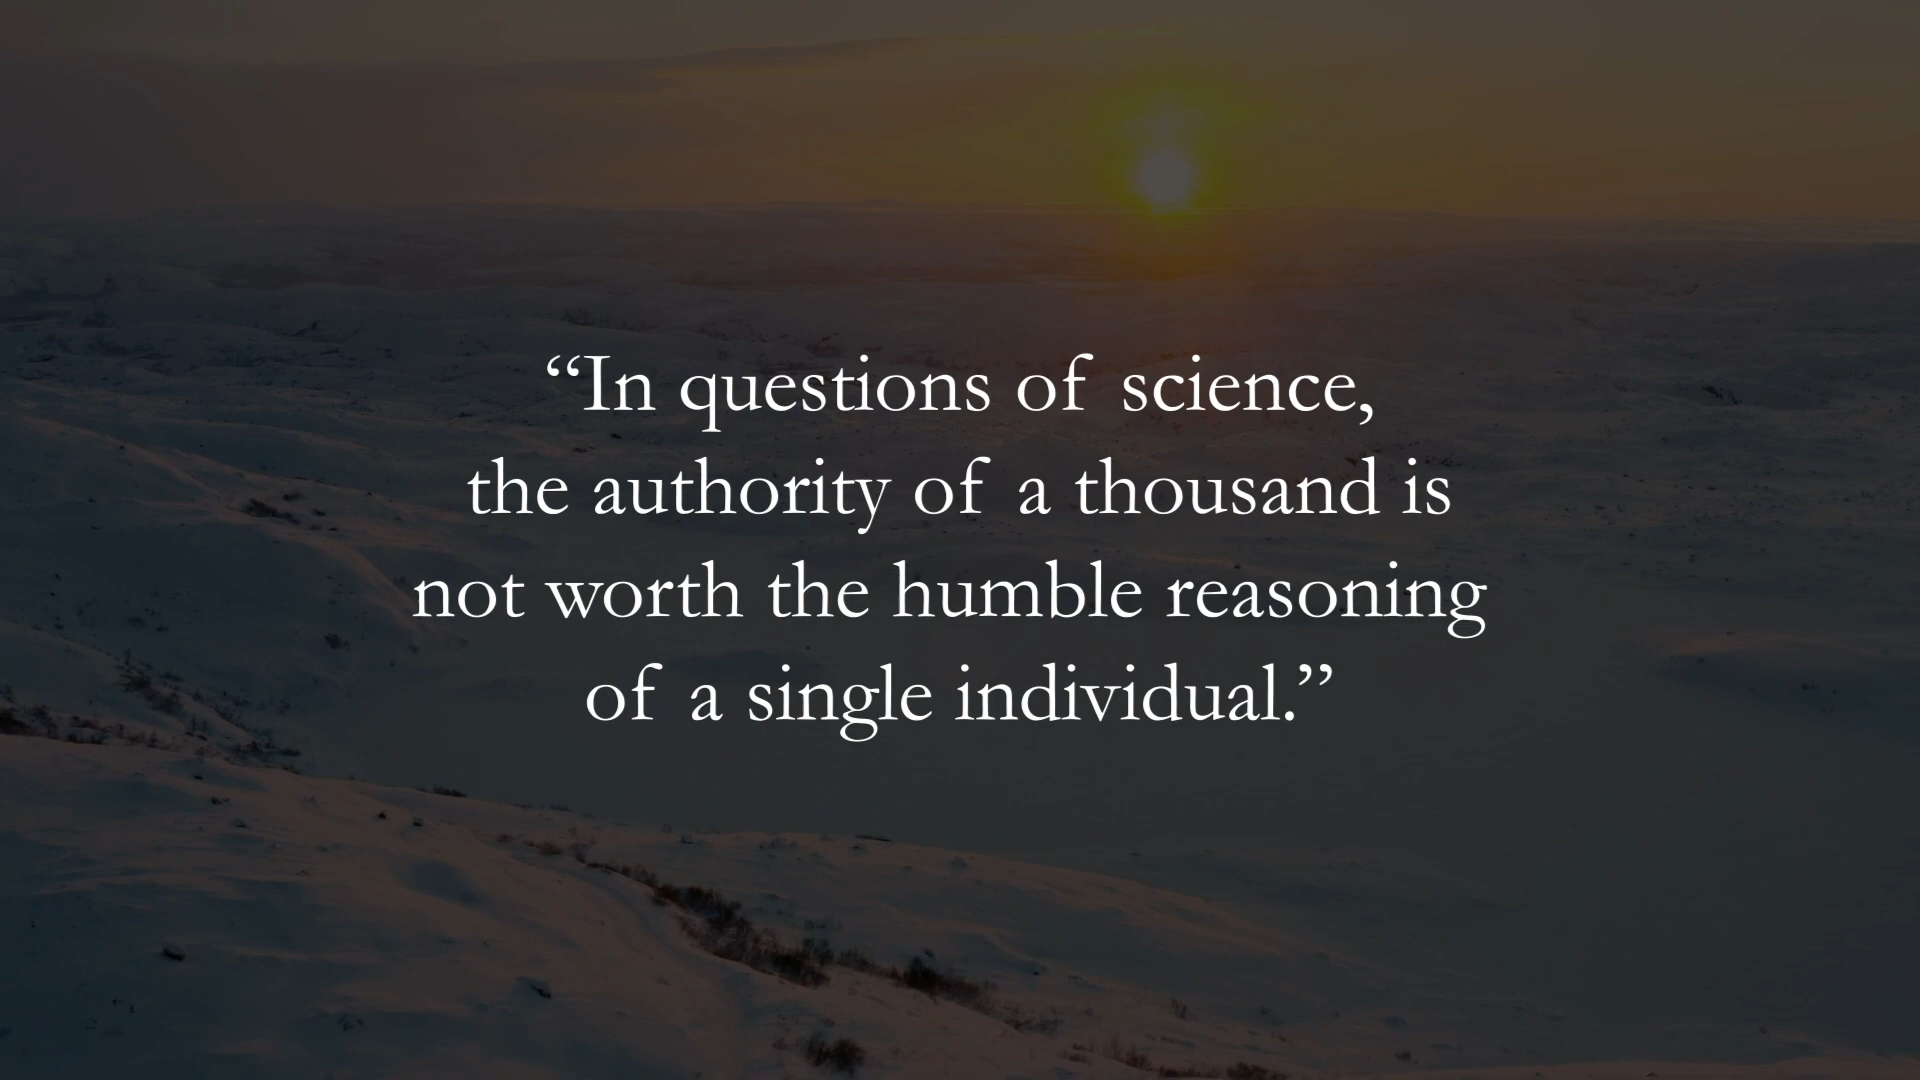 “In questions of science,
the authority of a thousand is
not worth the humble reasoning
of a single individual.”